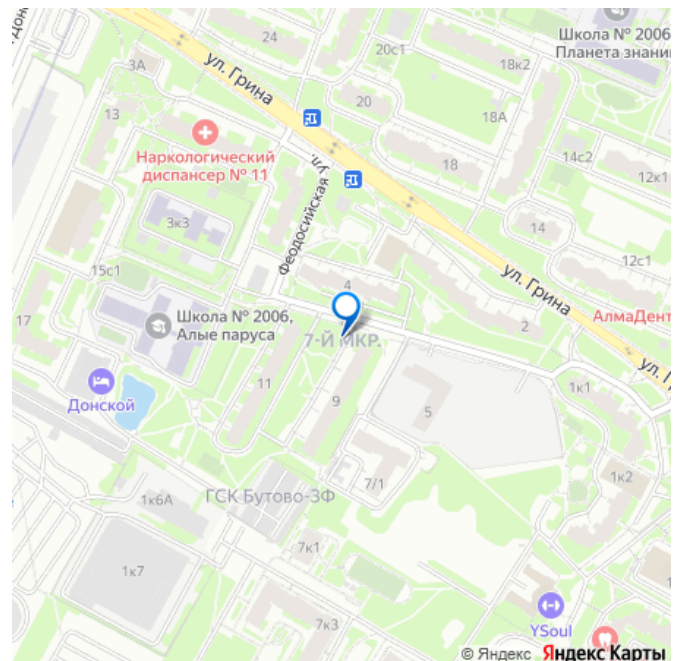 24
20с1
Школа № 2006
Планета знани
18к2
3А
ул. Грина
20
13
18А
Наркологический
диспансер № 11
18
14с2
12к1
Феодосийская ул.
3к3
14
12с1
15с1
4
ул. Грина
17
Школа № 2006,
Алые паруса
2
АлмаДент
7-Й МКР.
ул. Г
11
1к1
Донской
9
5
1к2
7/1
1к6А
ГСК Бутово-3Ф
7к1
1к7
YSoul
7к3
© Яндекс Яндекс Карты